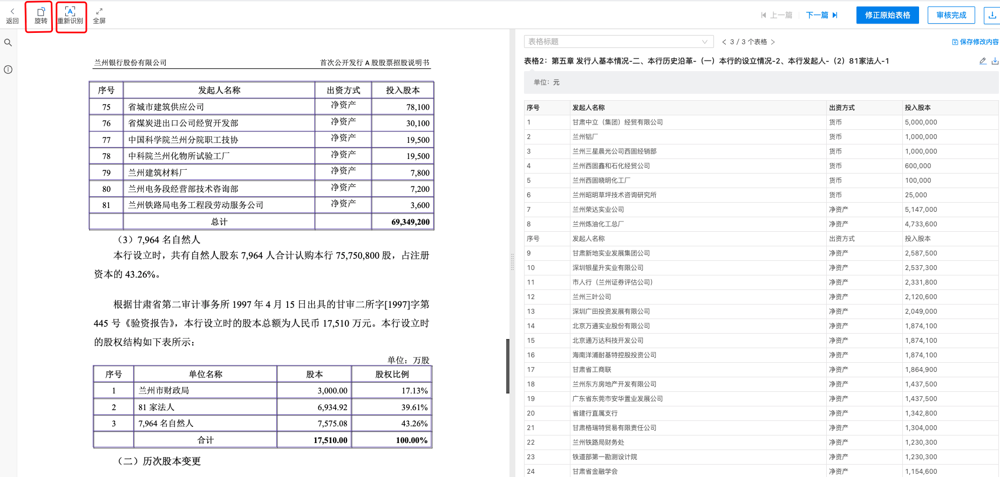 返回 旋转 重新识别 全屏 上一篇 下一篇 修正原始表格 审核完成
兰州银行股份有限公司 首次公开发行 A 股股票招股说明书
序号 发起人名称 出资方式 投入股本
75 省城市建筑供应公司 净资产 78,100
76 省煤炭进出口公司经贸开发部 净资产 30,100
77 中国科学院兰州分院职工技协 净资产 19,500
78 中科院兰州化物所试验工厂 净资产 19,500
79 兰州建筑材料厂 净资产 7,800
80 兰州电务段经营部技术咨询部 净资产 7,200
81 兰州铁路局电务工程段劳动服务公司 净资产 3,600
总计 69,349,200
（3）7,964 名自然人
本行设立时，共有自然人股东 7,964 人合计认购本行 75,750,800 股，占注册
资本的 43.26%。
根据甘肃省第二审计事务所 1997 年 4 月 15 日出具的甘审二所字[1997]字第
445 号《验资报告》，本行设立时的股本总额为人民币 17,510 万元。本行设立时
的股权结构如下表所示：
单位：万股
序号 单位名称 股本 股权比例
1 兰州市财政局 3,000.00 17.13%
2 81 家法人 6,934.92 39.61%
3 7,964 名自然人 7,575.08 43.26%
合计 17,510.00 100.00%
（二）历次股本变更
表格标题 3 / 3 个表格 保存修改内容
表格2：第五章 发行人基本情况-二、本行历史沿革-（一）本行的设立情况-2、本行发起人-（2）81家法人-1
单位：元
序号 发起人名称 出资方式 投入股本
1 甘肃中立（集团）经贸有限公司 货币 5,000,000
2 兰州铝厂 货币 1,000,000
3 兰州三星晨光公司西固经销部 货币 1,000,000
4 兰州西固鑫和石化经贸公司 货币 600,000
5 兰州西固晓明化工厂 货币 100,000
6 兰州昭明草坪技术咨询研究所 货币 25,000
7 兰州荣达实业公司 净资产 5,147,000
8 兰州炼油化工总厂 净资产 4,733,600
序号 发起人名称 出资方式 投入股本
9 甘肃新地实业发展集团公司 净资产 2,587,500
10 深圳银星升实业有限公司 净资产 2,537,300
11 市人行（兰州证券评估公司） 净资产 2,331,800
12 兰州三叶公司 净资产 2,120,600
13 深圳广田投资发展有限公司 净资产 2,049,000
14 北京万通实业股份有限公司 净资产 1,874,100
15 北京通万达科技开发公司 净资产 1,874,100
16 海南洋浦耐基特控股投资公司 净资产 1,874,100
17 甘肃省工商联 净资产 1,864,900
18 兰州东方房地产开发有限公司 净资产 1,437,500
19 广东省东莞市安华置业发展公司 净资产 1,437,500
20 省建行直属支行 净资产 1,342,800
21 甘肃格瑞特贸易有限责任公司 净资产 1,304,000
22 兰州铁路局财务处 净资产 1,230,300
23 铁道部第一勘测设计院 净资产 1,230,300
24 甘肃省金融学会 净资产 1,154,600